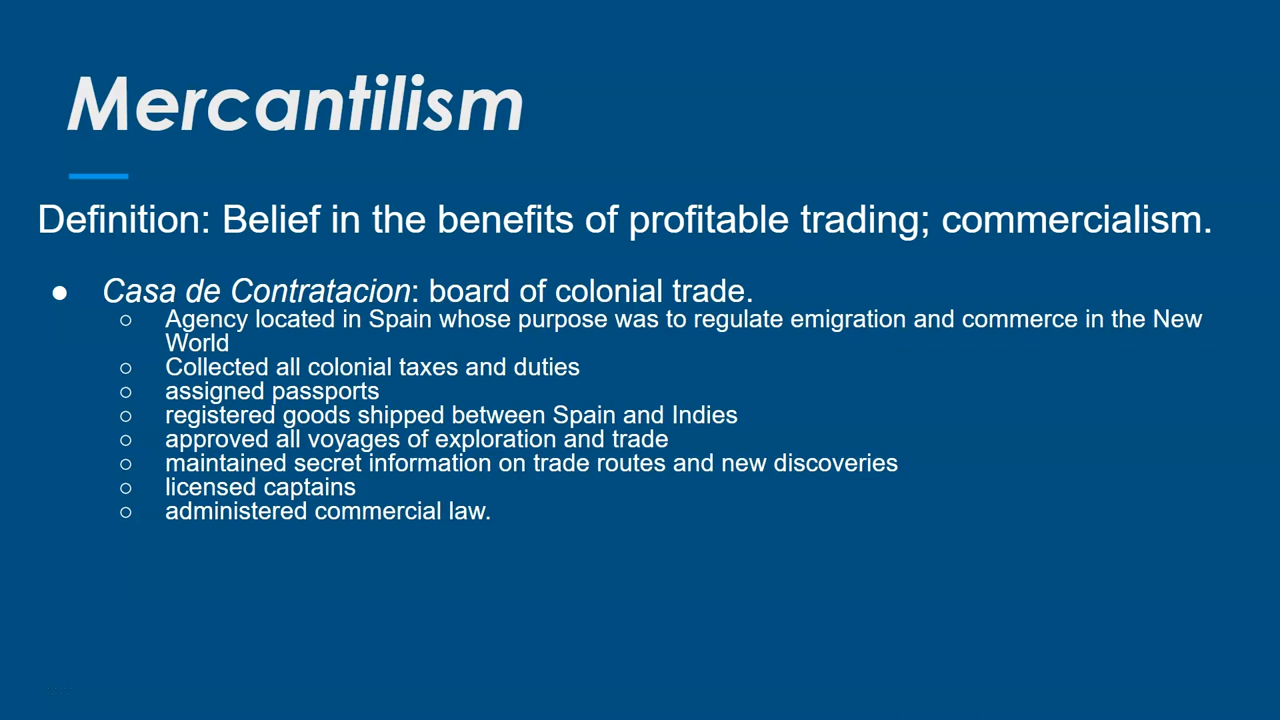 Mercantilism
Definition: Belief in the benefits of profitable trading; commercialism.
● Casa de Contratacion: board of colonial trade.
○ Agency located in Spain whose purpose was to regulate emigration and commerce in the New
World
○ Collected all colonial taxes and duties
○ assigned passports
○ registered goods shipped between Spain and Indies
○ approved all voyages of exploration and trade
○ maintained secret information on trade routes and new discoveries
○ licensed captains
○ administered commercial law.